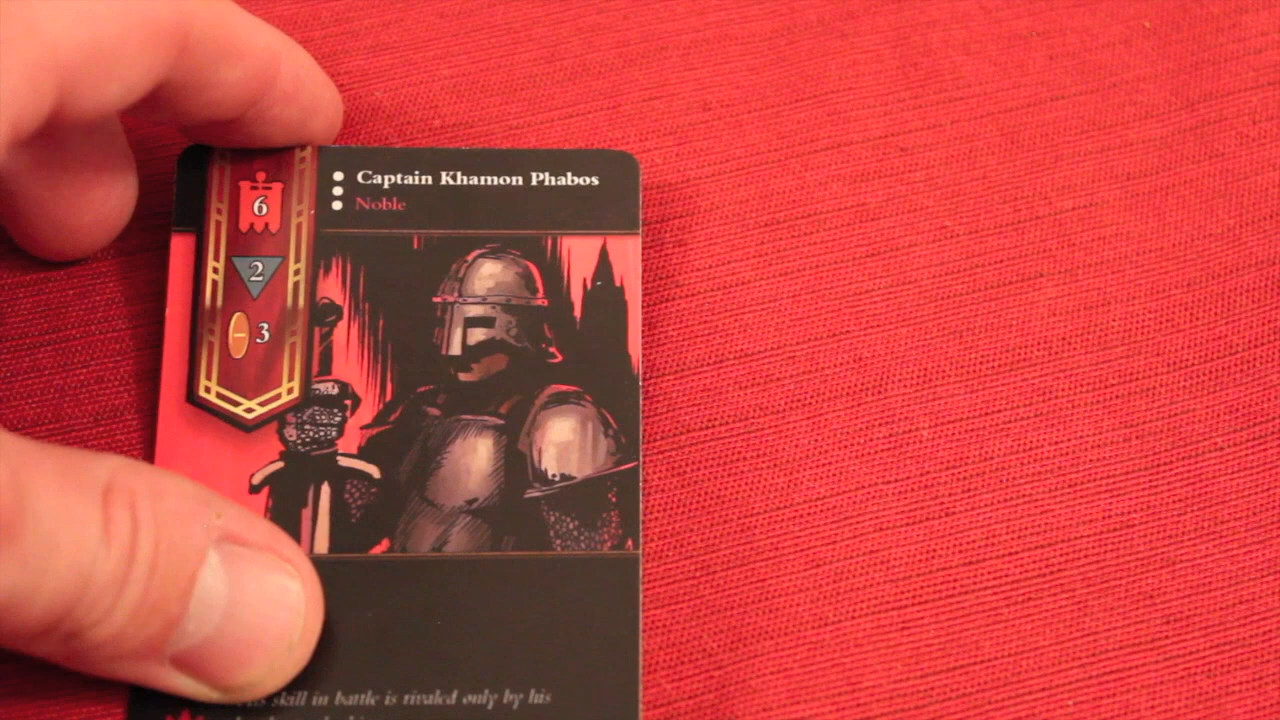 Captain Khamon Phabos
Noble
6
2
3
skill in battle is rivaled only by his